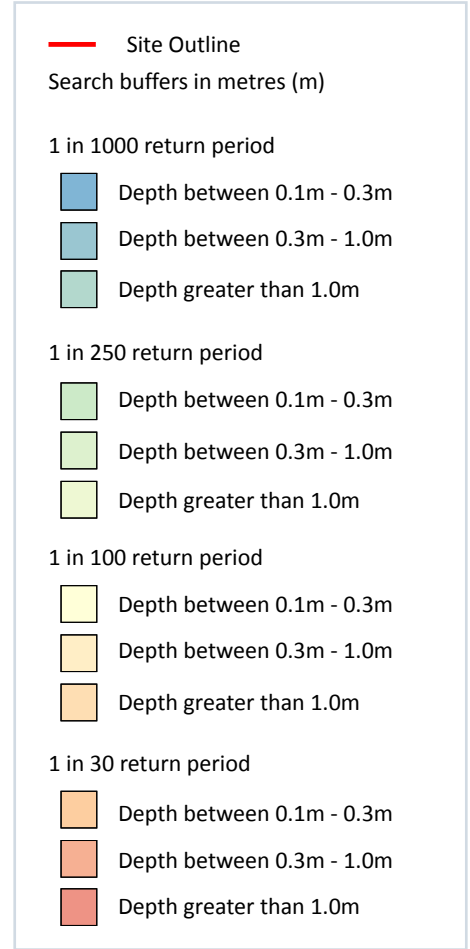 Site Outline
Search buffers in metres (m)
1 in 1000 return period
Depth between 0.1m - 0.3m
Depth between 0.3m - 1.0m
Depth greater than 1.0m
1 in 250 return period
Depth between 0.1m - 0.3m
Depth between 0.3m - 1.0m
Depth greater than 1.0m
1 in 100 return period
Depth between 0.1m - 0.3m
Depth between 0.3m - 1.0m
Depth greater than 1.0m
1 in 30 return period
Depth between 0.1m - 0.3m
Depth between 0.3m - 1.0m
Depth greater than 1.0m